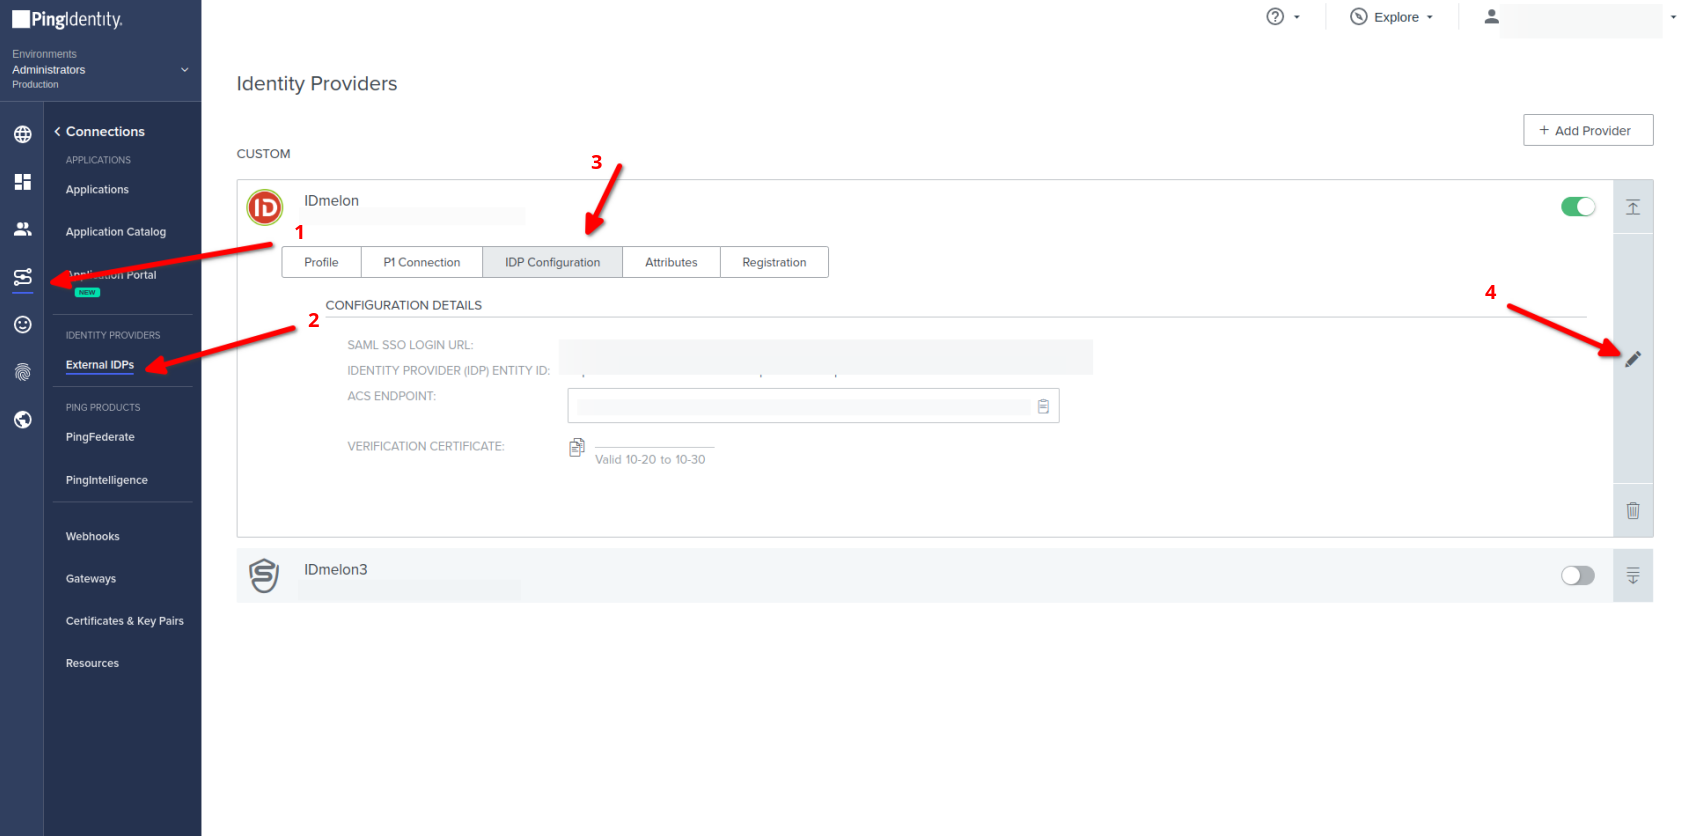 PingIdentity.
Environments
Administrators
Production
Connections
APPLICATIONS
Applications
Application Catalog
Application Portal
NEW
IDENTITY PROVIDERS
External IDPs
PING PRODUCTS
PingFederate
PingIntelligence
Webhooks
Gateways
Certificates & Key Pairs
Resources
? Explore
Identity Providers
+ Add Provider
CUSTOM
3
ID IDmelon
1
Profile P1 Connection IDP Configuration Attributes Registration
4
CONFIGURATION DETAILS
2
SAML SSO LOGIN URL:
IDENTITY PROVIDER (IDP) ENTITY ID:
ACS ENDPOINT:
VERIFICATION CERTIFICATE:
Valid 10-20 to 10-30
IDmelon3